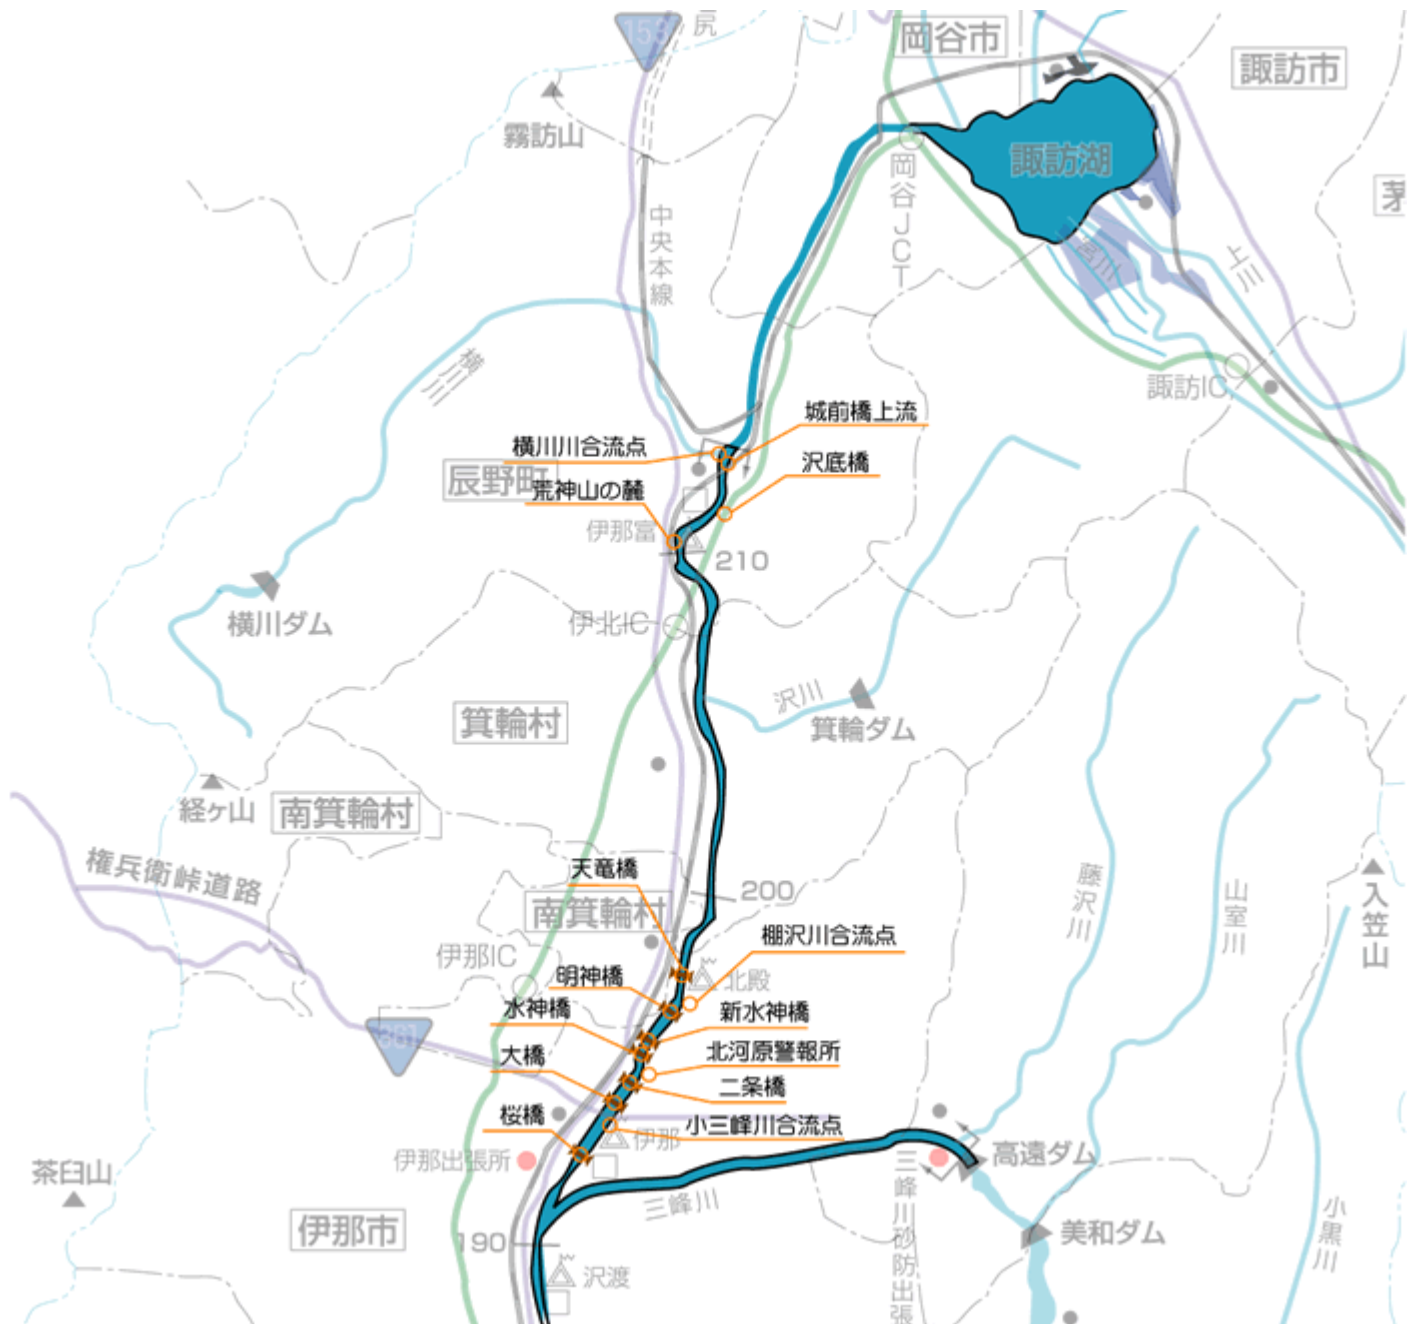 153
尻
岡谷市
諏訪市
霧訪山
諏訪湖
岡谷JCT
中央本線
宮川
上川
横川
諏訪IC
城前橋上流
横川川合流点
沢底橋
辰野町
荒神山の麓
伊那富
210
横川ダム
伊北IC
沢川
箕輪ダム
箕輪村
経ヶ山
南箕輪村
権兵衛峠道路
天竜橋
200
南箕輪村
藤沢川
山室川
入笠山
棚沢川合流点
伊那IC
明神橋
北殿
水神橋
新水神橋
361
大橋
北河原警報所
二条橋
桜橋
小三峰川合流点
伊那
伊那出張所
高遠ダム
茶臼山
三峰川
三峰川砂防出張
小黒川
伊那市
美和ダム
190
沢渡